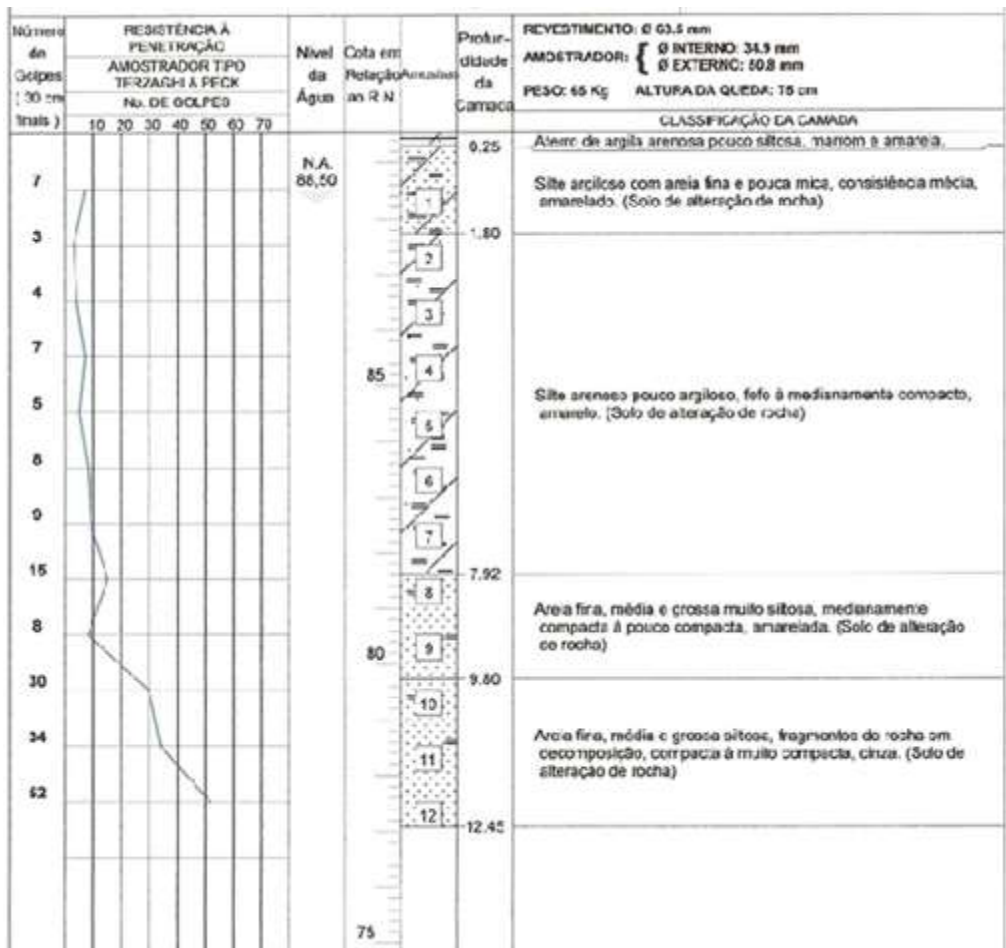 Número
de
Golpes
(30 cm
finais)
RESISTÊNCIA À
PENETRAÇÃO
AMOSTRADOR TIPO
TERZAGHI & PECK
No. DE GOLPES
10 20 30 40 50 60 70
Nível
da
Água
Cota em
Relação
ao R N
Amostras
Profun-
didade
da
Camada
REVESTIMENTO: Ø 63.5 mm
AMOSTRADOR: { Ø INTERNO: 34.9 mm
Ø EXTERNO: 50.8 mm
PESO: 65 Kg ALTURA DA QUEDA: 75 cm
CLASSIFICAÇÃO DA CAMADA
0.25
Aterro de argila arenosa pouco siltosa, marrom e amarela.
N.A.
88,50
7
Silte argiloso com areia fina e pouca mica, consistência média,
amarelado. (Solo de alteração de rocha)
1
1.80
3
2
4
3
7
85
4
Silte arenoso pouco argiloso, fofo à medianamente compacto,
amarelo. (Solo de alteração de rocha)
5
5
8
6
9
7
15
7.92
8
Areia fina, média e grossa muito siltosa, medianamente
compacta à pouco compacta, amarelada. (Solo de alteração
de rocha)
8
80
9
30
10
34
Areia fina, média e grossa siltosa, fragmentos de rocha em
decomposição, compacta à muito compacta, cinza. (Solo de
alteração de rocha)
11
12
12.45
75